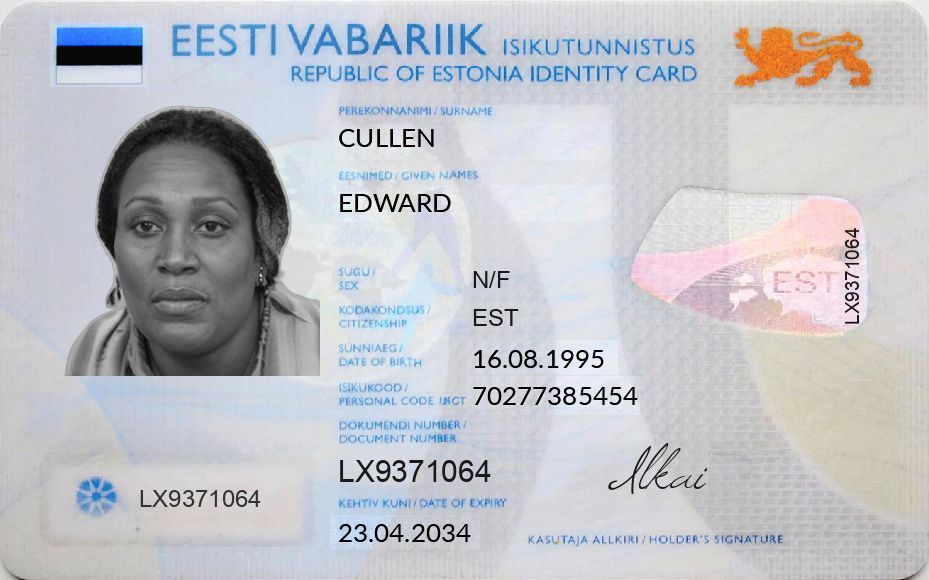 EESTI VABARIIK ISIKUTUNNISTUS
REPUBLIC OF ESTONIA IDENTITY CARD
PEREKONNANIMI / SURNAME
CULLEN
EESNIMED / GIVEN NAMES
EDWARD
SUGU /
SEX
N/F
KODAKONDSUS /
CITIZENSHIP
EST
SÜNNIAEG /
DATE OF BIRTH
16.08.1995
ISIKUKOOD /
PERSONAL CODE
70277385454
DOKUMENDI NUMBER /
DOCUMENT NUMBER
LX9371064
KEHTIV KUNI / DATE OF EXPIRY
23.04.2034
LX9371064
EST
LX9371064
KASUTAJA ALLKIRI / HOLDER'S SIGNATURE